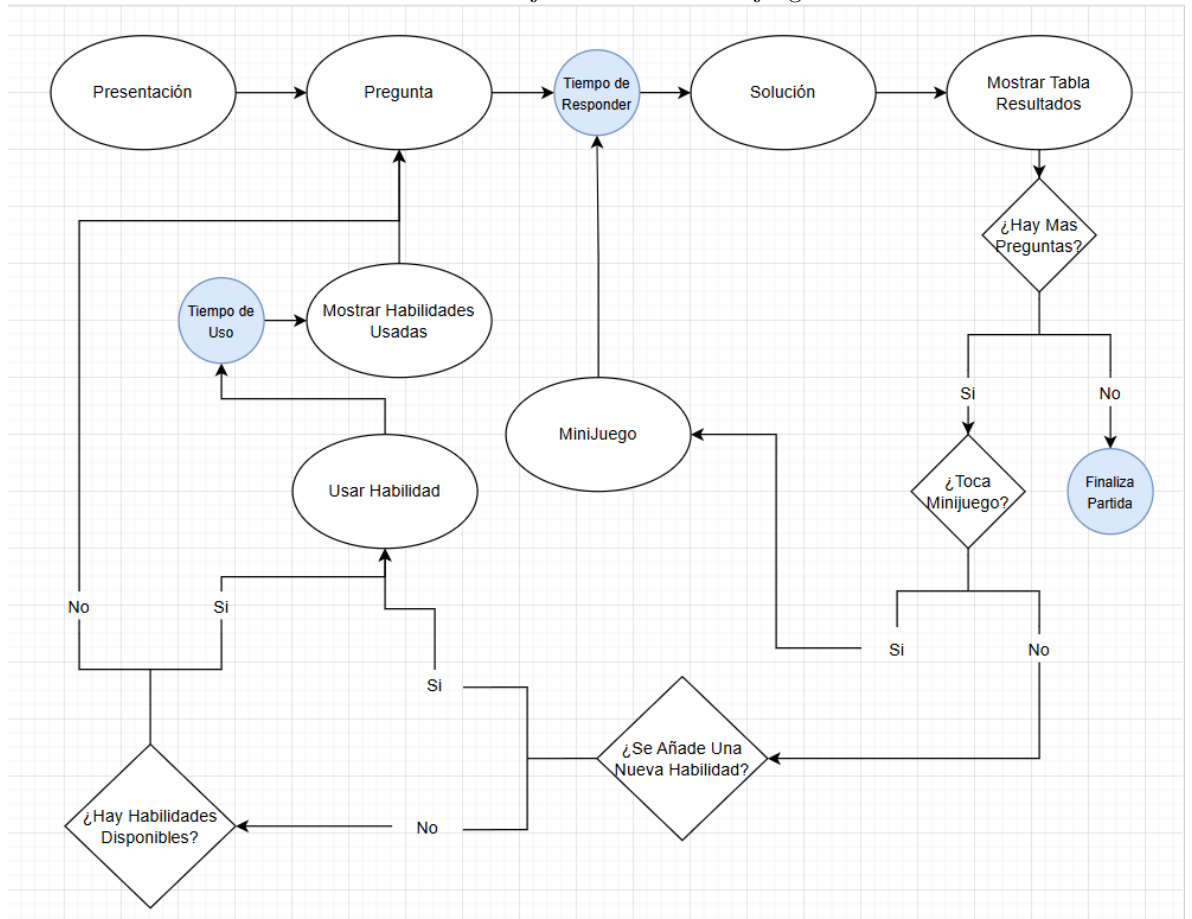 Presentación
Pregunta
Tiempo de
Responder
Solución
Mostrar Tabla
Resultados
¿Hay Mas
Preguntas?
Tiempo de
Uso
Mostrar Habilidades
Usadas
Si
No
MiniJuego
Usar Habilidad
¿Toca
Minijuego?
Finaliza
Partida
No
Si
Si
No
Si
¿Se Añade Una
Nueva Habilidad?
¿Hay Habilidades
Disponibles?
No